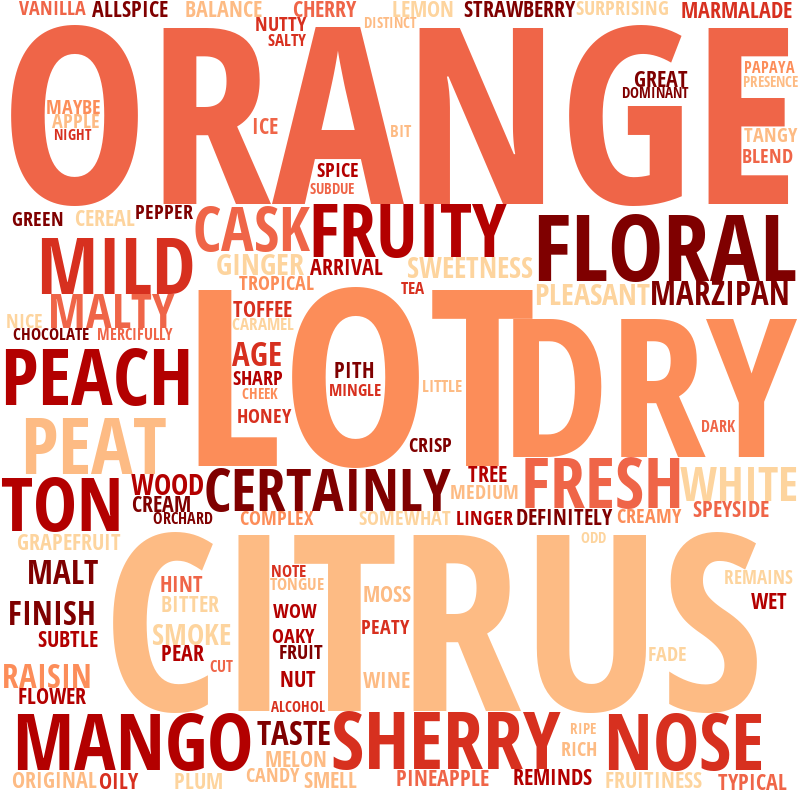 VANILLA ALLSPICE BALANCE CHERRY LEMON STRAWBERRY SURPRISING MARMALADE
NUTTY DISTINCT
SALTY
ORANGE
GREAT PAPAYA
DOMINANT PRESENCE
MAYBE
APPLE ICE BIT TANGY
NIGHT
SPICE BLEND
SUBDUE
GREEN CEREAL PEPPER CASK FRUITY FLORAL
MILD GINGER ARRIVAL SWEETNESS
TROPICAL TEA PLEASANT MARZIPAN
NICE MALTY TOFFEE
CHOCOLATE MERCIFULLY CARAMEL
LOT DRY
PEACH AGE
SHARP PITH
CHEEK MINGLE LITTLE
HONEY DARK
PEAT CRISP
TON WOOD CERTAINLY TREE FRESH WHITE
CREAM MEDIUM
ORCHARD COMPLEX SOMEWHAT LINGER DEFINITELY CREAMY SPEYSIDE
GRAPEFRUIT ODD
CITRUS
MALT HINT NOTE
TONGUE REMAINS
BITTER MOSS WET
FINISH WOW
SUBTLE SMOKE OAKY PEATY
PEAR FRUIT FADE
CUT
RAISIN NUT WINE
FLOWER
ALCOHOL
MANGO TASTE SHERRY RIPE NOSE
RICH
MELON
ORIGINAL OILY PLUM CANDY SMELL PINEAPPLE REMINDS FRUITINESS TYPICAL